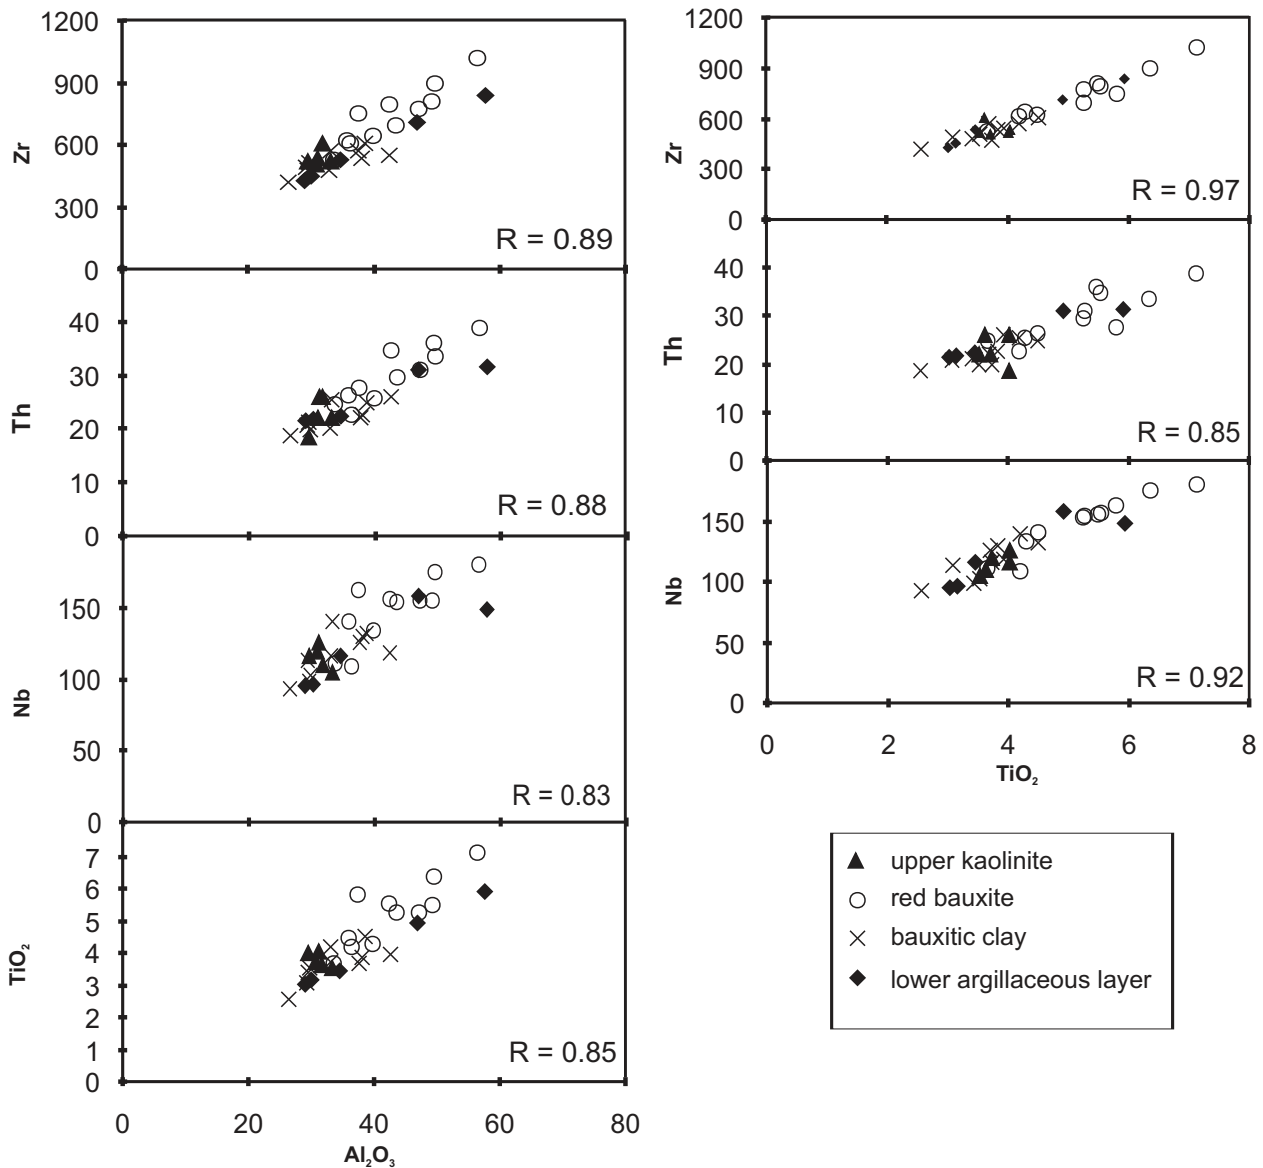 1200
900
600
300
0
Zr
R = 0.89
40
30
20
10
0
Th
R = 0.88
150
100
50
0
Nb
R = 0.83
7
6
5
4
3
2
1
0
TiO₂
R = 0.85
0 20 40 60 80
Al₂O₃
1200
900
600
300
0
Zr
R = 0.97
40
30
20
10
0
Th
R = 0.85
150
100
50
0
Nb
R = 0.92
0 2 4 6 8
TiO₂
upper kaolinite
red bauxite
bauxitic clay
lower argillaceous layer